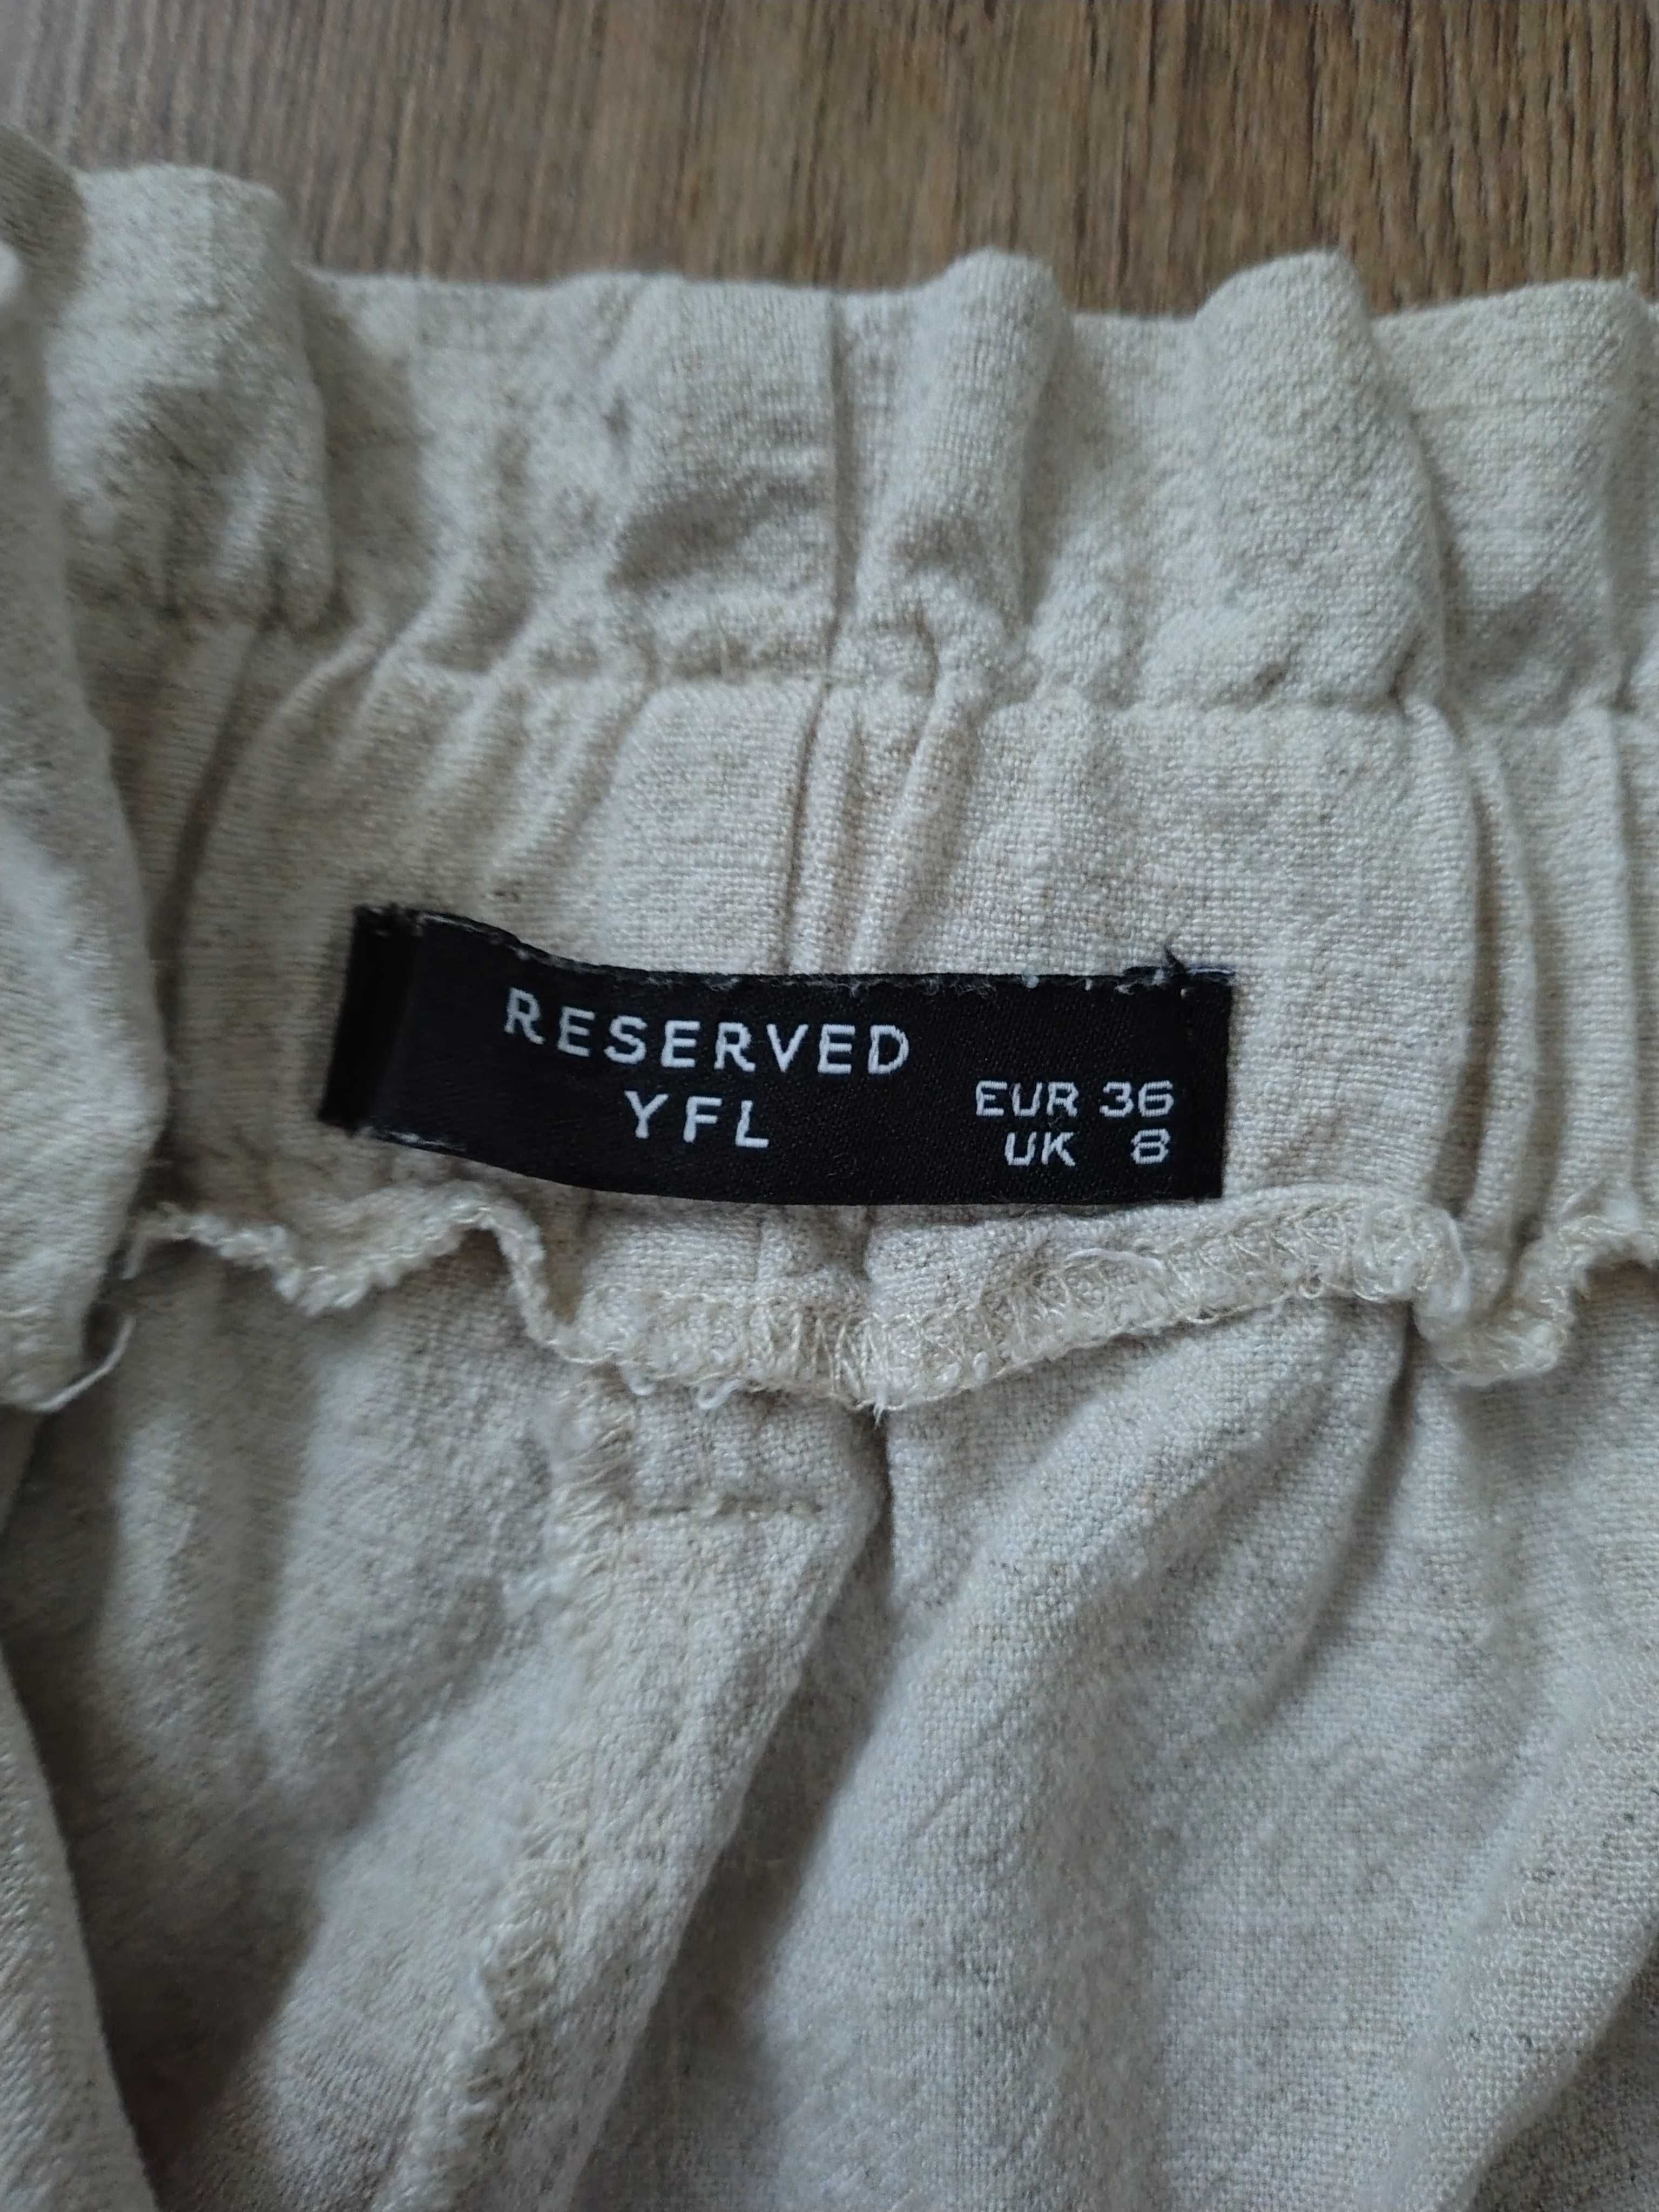 RESERVED
YFL
EUR 36
UK 8